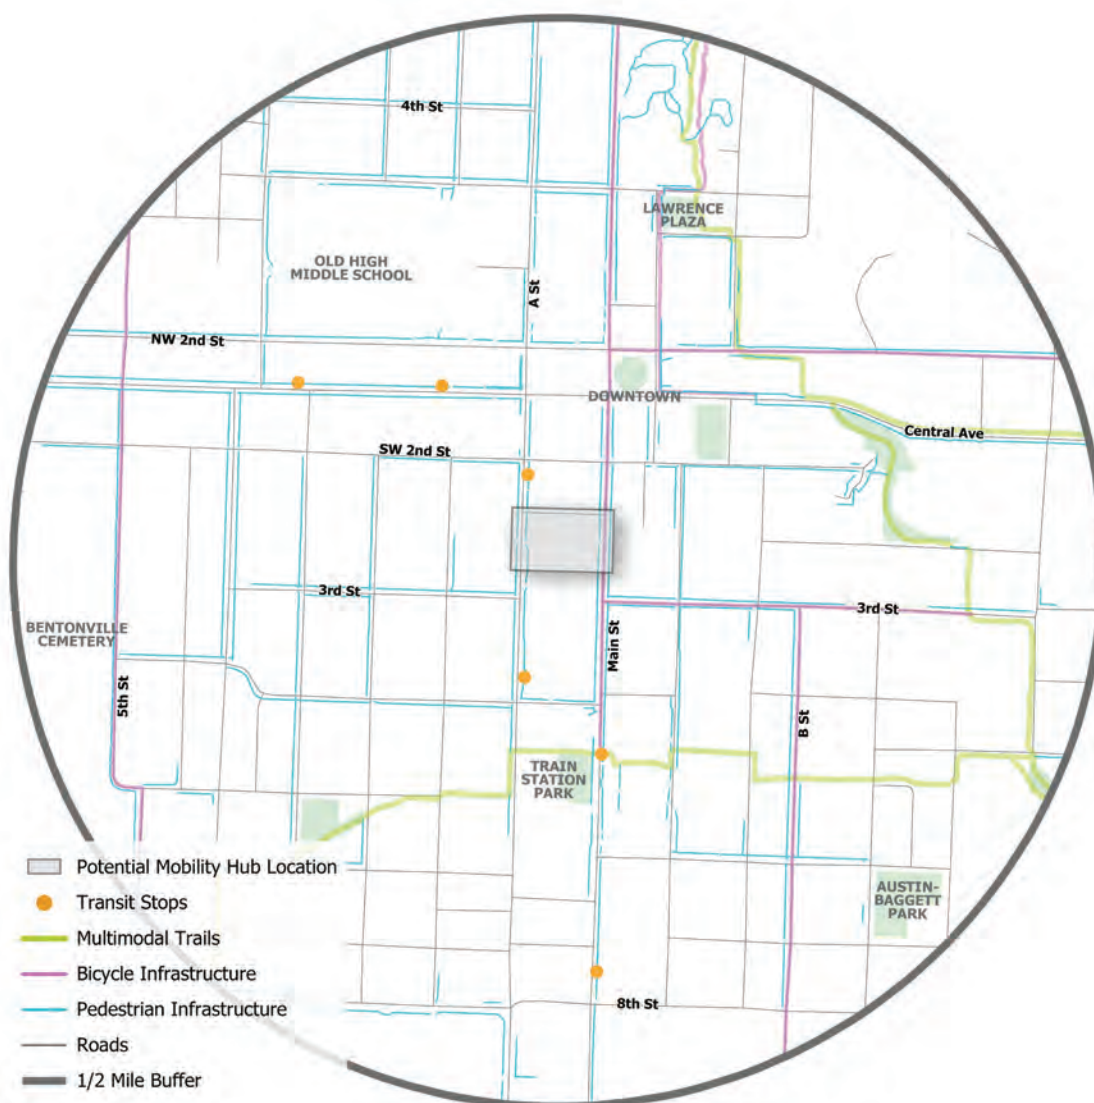 4th St
LAWRENCE
PLAZA
OLD HIGH
MIDDLE SCHOOL
A St
NW 2nd St
DOWNTOWN
Central Ave
SW 2nd St
3rd St
3rd St
BENTONVILLE
CEMETERY
Main St
5th St
B St
TRAIN
STATION
PARK
AUSTIN-
BAGGETT
PARK
8th St
Potential Mobility Hub Location
Transit Stops
Multimodal Trails
Bicycle Infrastructure
Pedestrian Infrastructure
Roads
1/2 Mile Buffer